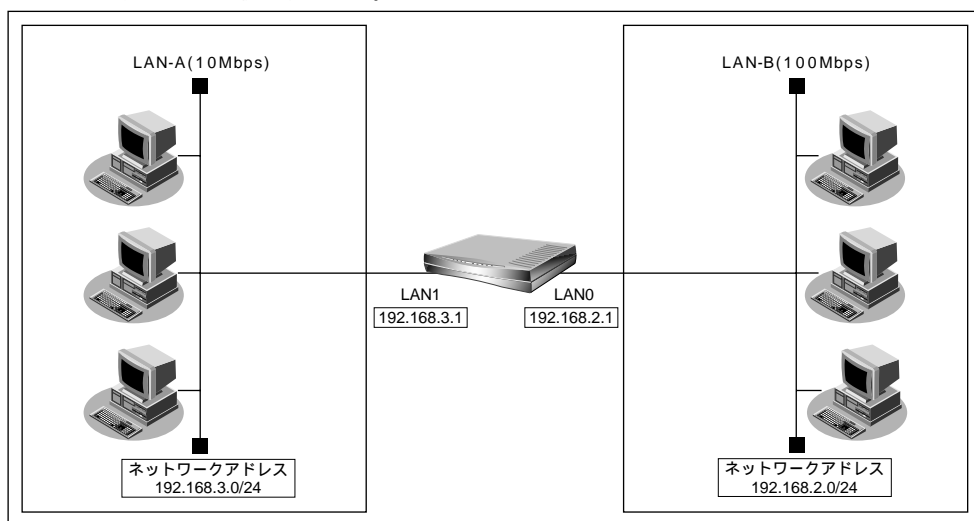 LAN-A(10Mbps)
LAN-B(100Mbps)
LAN1
192.168.3.1
LAN0
192.168.2.1
ネットワークアドレス
192.168.3.0/24
ネットワークアドレス
192.168.2.0/24